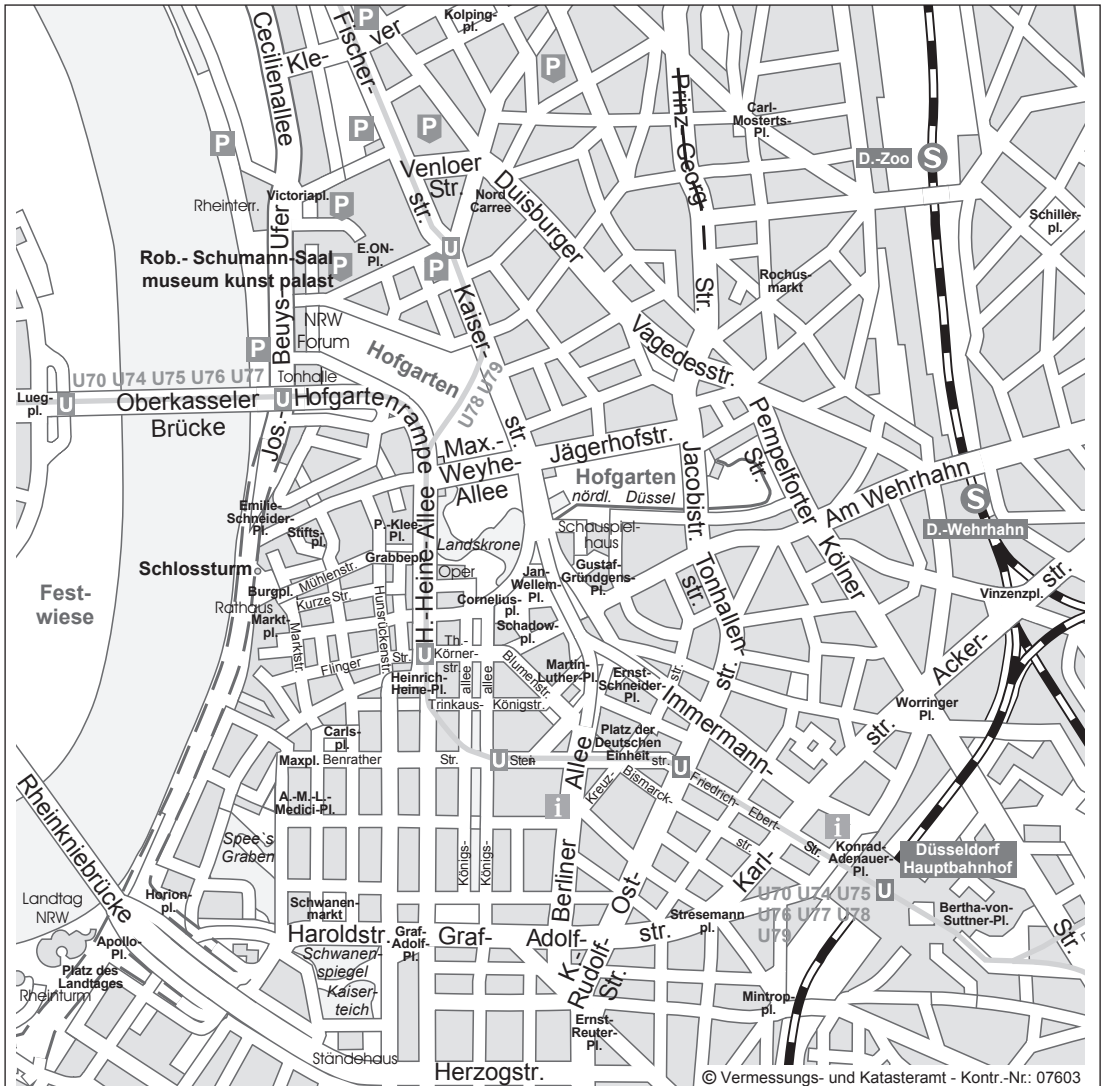 Kolping-
pl.
Fischer-
str.
Cecilienallee
Kle-
ver
P
P
P
P
P
Carl-
Mosterts-
Pl.
Prinz-Georg
Str.
D.-Zoo
S
Venloer
Str.
Nord
Carree
Duisburger
Victoriapl.
P
Rheinterr.
Schiller-
pl.
Rob.- Schumann-Saal
museum kunst palast
E.ON-
Pl.
P
U
P
Rochus-
markt
Jos.-
Beuys-
Ufer
Kaiser-
str.
NRW
Forum
Hofgarten
U78 U79
Vagedesstr.
P
Tonhalle
U70 U74 U75 U76 U77
Lueg-
pl.
U
Oberkasseler
Brücke
U
Hofgartenrampe
Max.-
Weyhe-
Allee
Jägerhofstr.
Hofgarten
nördl. Düssel
Jacobistr.
Pempelforter
Str.
Am Wehrhahn
S
D.-Wehrhahn
Emilie-
Schneider-
Pl.
Stifts-
pl.
P.-Klee-
Pl.
Grabbepl.
H.-Heine-Allee
Landskrone
Schauspiel-
haus
Gustaf-
Gründgens-
Pl.
Kölner
Schlossturm
Mühlenstr.
Oper
Jan-
Wellem-
Pl.
Tonhallen-
str.
str.
Vinzenzpl.
Fest-
wiese
Burgpl.
Kurze Str.
Rathaus
Markt-
pl.
Hunsrückenstr.
Cornelius-
pl.
Schadow-
pl.
Marktstr.
Flinger
Str.
U
Th.-
Körner-
str.
Blumenstr.
Martin-
Luther-Pl.
Ernst-
Schneider-
Pl.
str.
Acker-
str.
Heinrich-
Heine-Pl.
allee
allee
Trinkaus-
Königstr.
Immermann-
str.
Worringer
Pl.
Carls-
pl.
Platz der
Deutschen
Einheit
Maxpl.
Benrather
Str.
U
Stein
str.
U
Berliner
Allee
Kreuz-
Bismarck-
str.
Friedrich-
Ebert-
Str.
A.-M.-L.-
Medici-Pl.
i
i
Rheinkniebrücke
Spee`s
Graben
Königs-
Königs-
Konrad-
Adenauer-
Pl.
Düsseldorf
Hauptbahnhof
Karl-
Landtag
NRW
Horion-
pl.
Ost-
str.
U70 U74 U75
U76 U77 U78
U79
U
Schwanen-
markt
Stresemann
pl.
Bertha-von-
Suttner-Pl.
Haroldstr.
Graf-
Adolf-
Pl.
Graf-
Adolf-
str.
Str.
Apollo-
Pl.
Platz des
Landtages
Schwanen-
spiegel
Kaiser-
teich
K.-
Rudolf-
Str.
Rheinturm
Mintrop-
pl.
Ernst-
Reuter-
Pl.
Ständehaus
Herzogstr.
© Vermessungs- und Katasteramt - Kontr.-Nr.: 07603